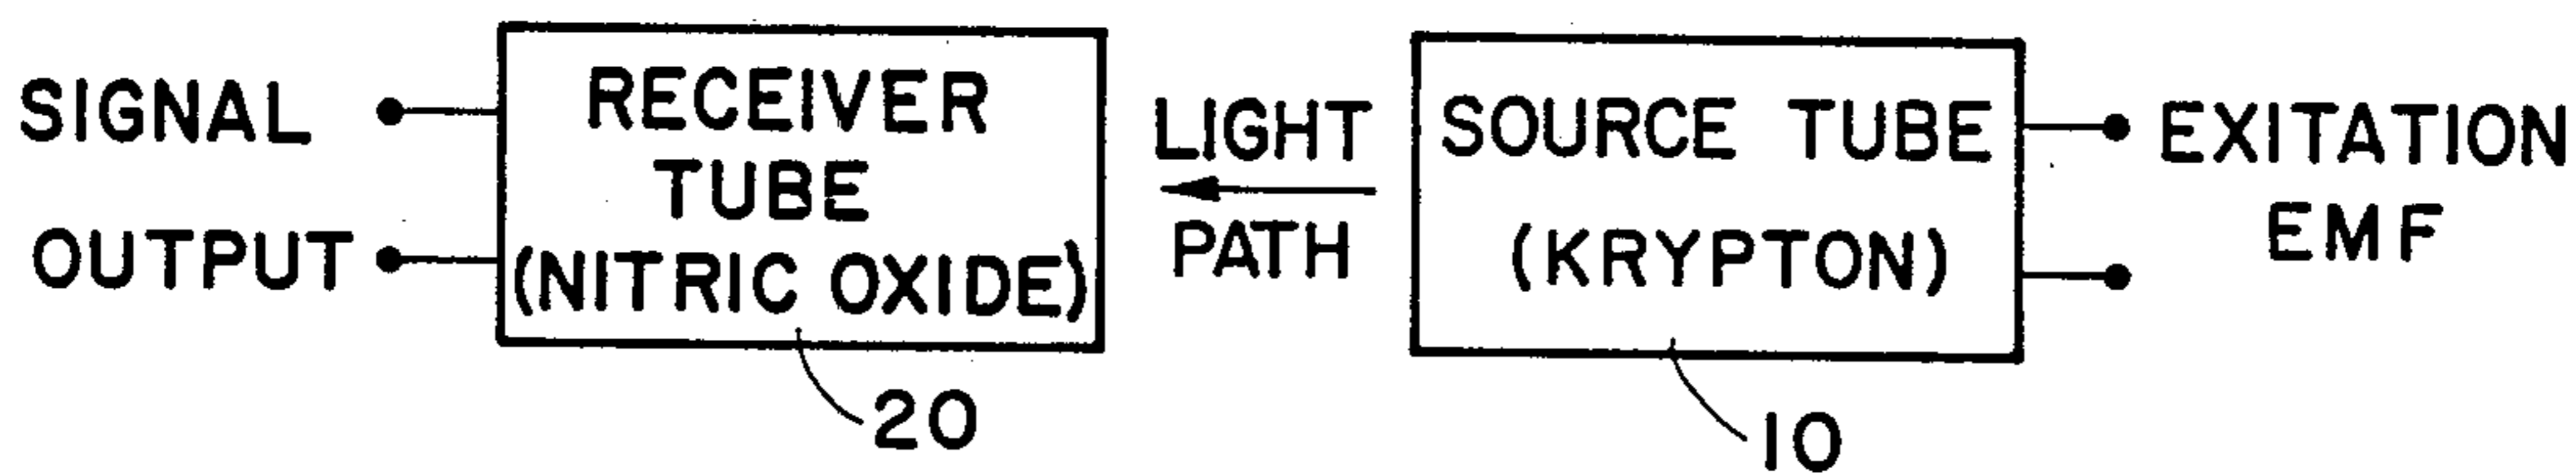 SIGNAL
OUTPUT
RECEIVER
TUBE
(NITRIC OXIDE)
20
LIGHT
PATH
SOURCE TUBE
(KRYPTON)
10
EXITATION
EMF